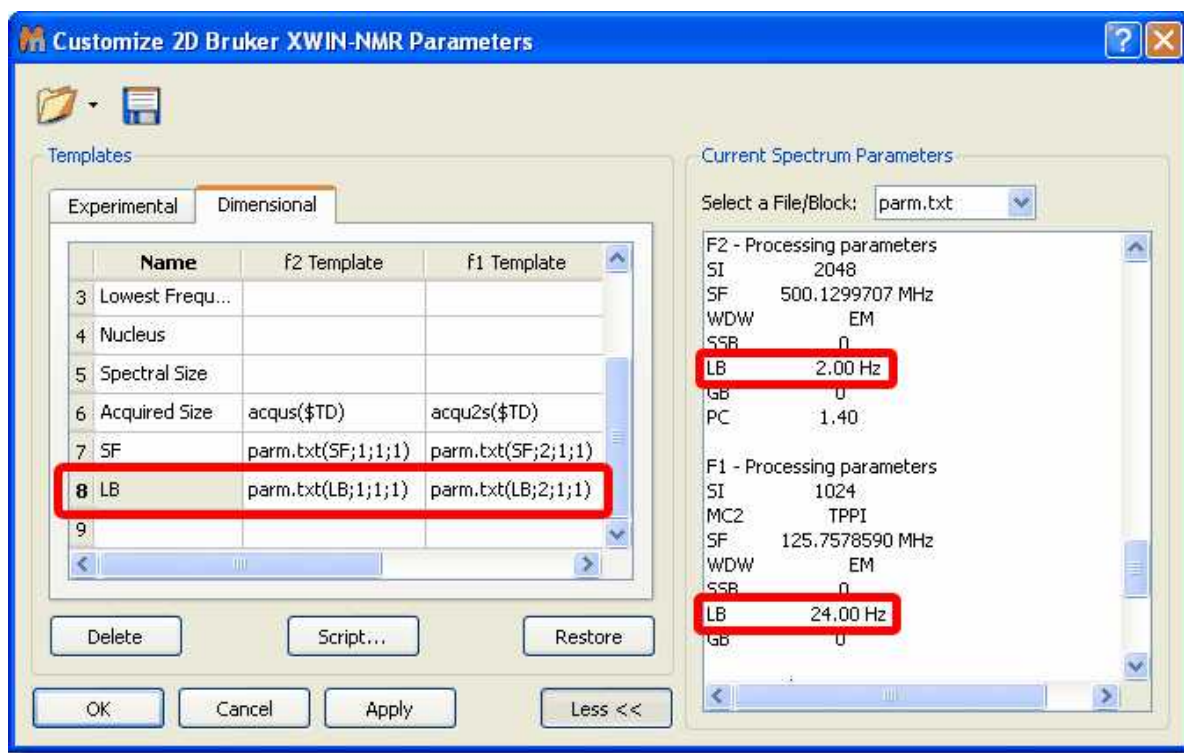 Customize 2D Bruker XWIN-NMR Parameters
Templates
Experimental Dimensional
Name f2 Template f1 Template
3 Lowest Frequ...
4 Nucleus
5 Spectral Size
6 Acquired Size acqus($TD) acqu2s($TD)
7 SF parm.txt(SF;1;1;1) parm.txt(SF;2;1;1)
8 LB parm.txt(LB;1;1;1) parm.txt(LB;2;1;1)
9
Delete Script... Restore
OK Cancel Apply Less <<
Current Spectrum Parameters
Select a File/Block: parm.txt
F2 - Processing parameters
SI 2048
SF 500.1299707 MHz
WDW EM
SSB 0
LB 2.00 Hz
GB 0
PC 1.40
F1 - Processing parameters
SI 1024
MC2 TPPI
SF 125.7578590 MHz
WDW EM
SSB 0
LB 24.00 Hz
GB 0